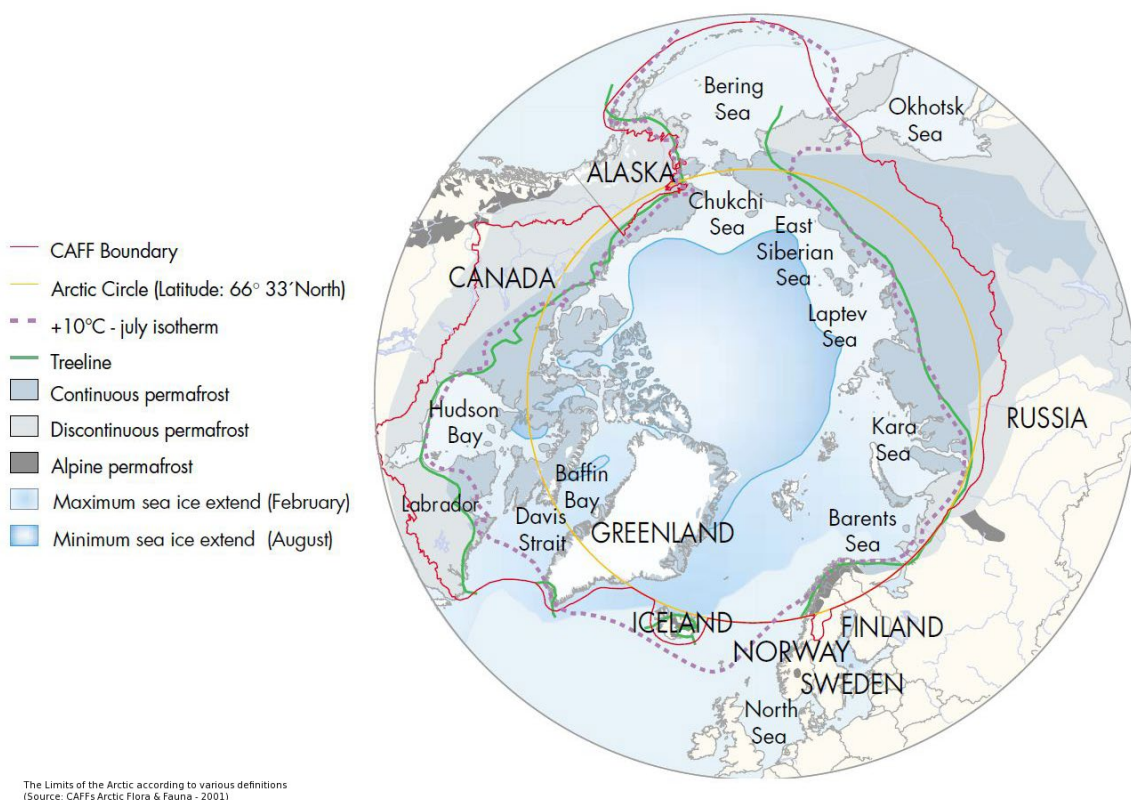 CAFF Boundary
Arctic Circle (Latitude: 66° 33´North)
+10°C - july isotherm
Treeline
Continuous permafrost
Discontinuous permafrost
Alpine permafrost
Maximum sea ice extend (February)
Minimum sea ice extend (August)
Bering
Sea
Okhotsk
Sea
ALASKA
Chukchi
Sea
East
Siberian
Sea
CANADA
Laptev
Sea
Hudson
Bay
Kara
Sea
RUSSIA
Baffin
Bay
Labrador
Davis
Strait
GREENLAND
Barents
Sea
ICELAND
FINLAND
NORWAY
SWEDEN
North
Sea
The Limits of the Arctic according to various definitions
(Source: CAFFs Arctic Flora & Fauna - 2001)